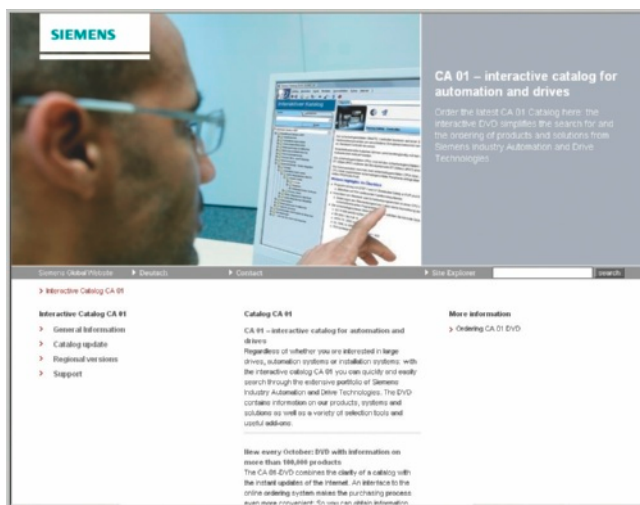 SIEMENS
CA 01 – interactive catalog for
automation and drives
Order the latest CA 01 Catalog here: the
interactive DVD simplifies the search for and
the ordering of products and solutions from
Siemens Industry Automation and Drive
Technologies.
Siemens Global Website Deutsch Contact Site Explorer search
Interactive Catalog CA 01
Interactive Catalog CA 01
General Information
Catalog update
Regional versions
Support
Catalog CA 01
CA 01 – interactive catalog for automation and
drives
Regardless of whether you are interested in large
drives, automation systems or installation systems: with
the interactive catalog CA 01 you can quickly and easily
search through the extensive portfolio of Siemens
Industry Automation and Drive Technologies. The DVD
contains information on our products, systems and
solutions as well as a variety of selection tools and
useful add-ons.
New every October: DVD with information on
more than 100,000 products
The CA 01-DVD combines the clarity of a catalog with
the instant updates of the internet. An interface to the
online ordering system makes the purchasing process
even more convenient: So you can obtain information
More information
Ordering CA 01 DVD